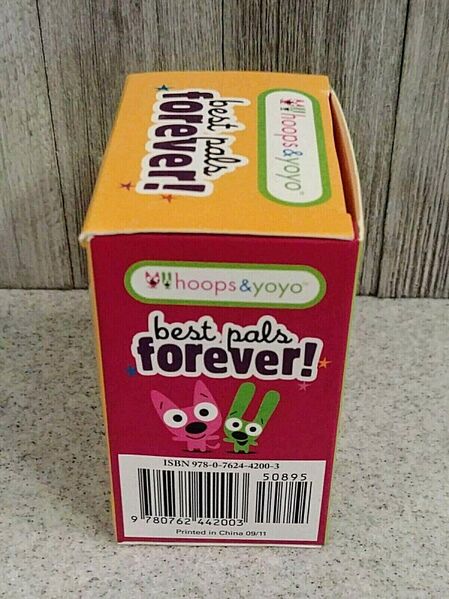 best pals
forever!
hoops&yoyo
hoops&yoyo™
best pals
forever!
ISBN 978-0-7624-4200-3
50895
9 780762 442003
Printed in China 09/11